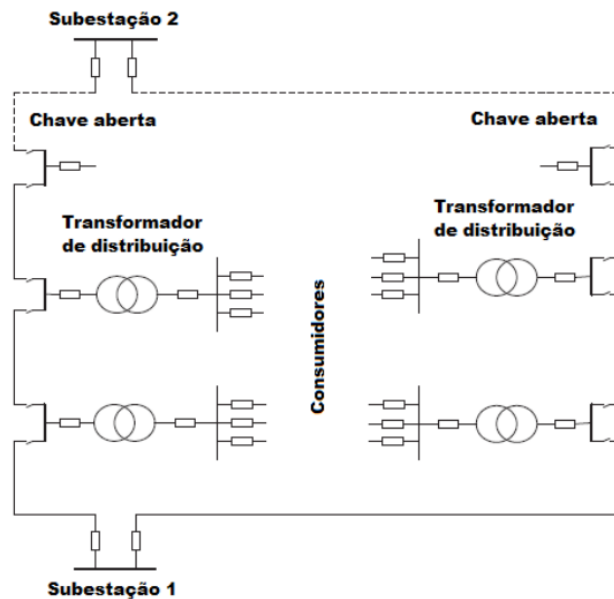 Subestação 2
Chave aberta
Chave aberta
Transformador
de distribuição
Transformador
de distribuição
Consumidores
Subestação 1